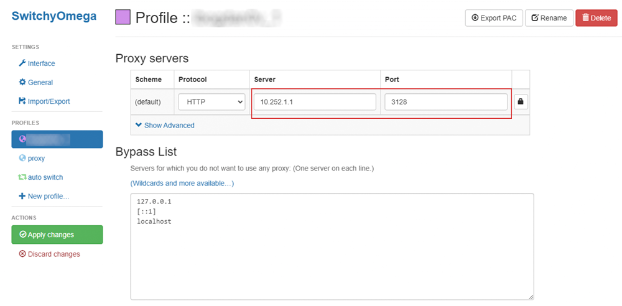 SwitchyOmega
Profile ::
Export PAC
Rename
Delete
SETTINGS
Interface
General
Import/Export
PROFILES
proxy
auto switch
New profile...
ACTIONS
Apply changes
Discard changes
Proxy servers
Scheme Protocol Server Port
(default) HTTP 10.252.1.1 3128
Show Advanced
Bypass List
Servers for which you do not want to use any proxy. (One server on each line.)
(Wildcards and more available...)
127.0.0.1
[::1]
localhost